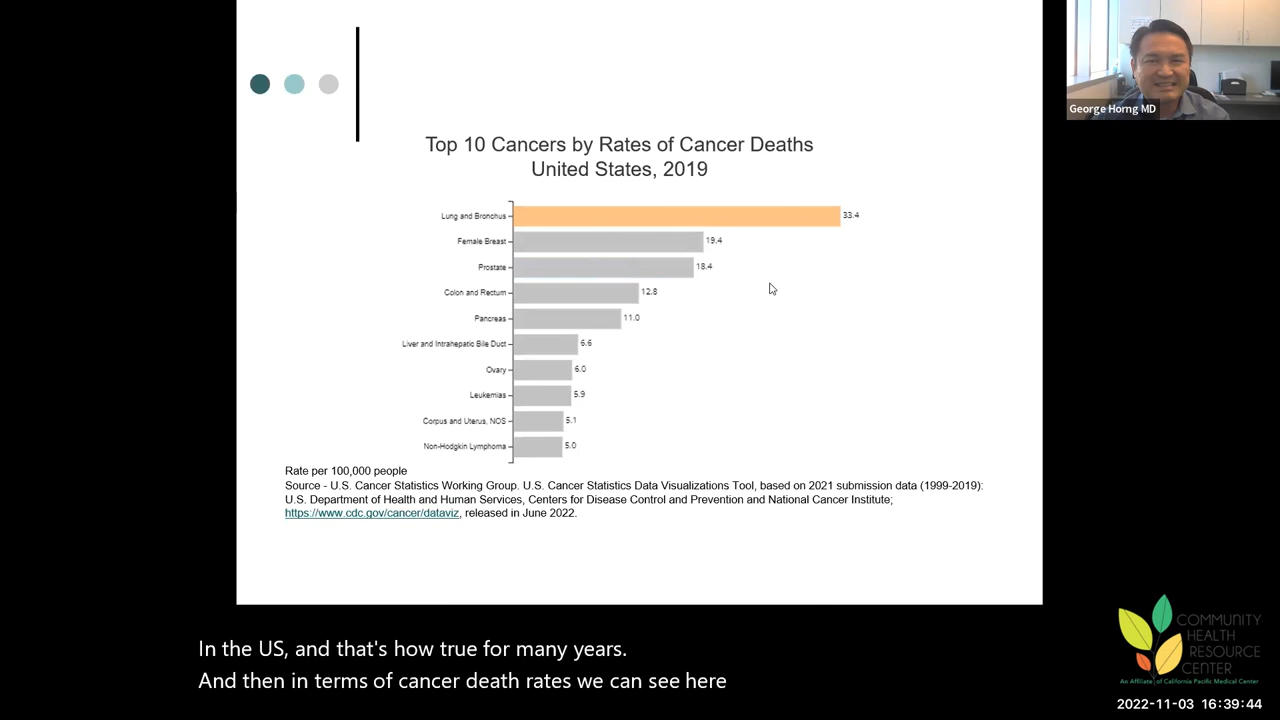 George Horng MD
Top 10 Cancers by Rates of Cancer Deaths
United States, 2019
Lung and Bronchus 33.4
Female Breast 19.4
Prostate 18.4
Colon and Rectum 12.8
Pancreas 11.0
Liver and Intrahepatic Bile Duct 6.6
Ovary 6.0
Leukemias 5.9
Corpus and Uterus, NOS 5.1
Non-Hodgkin Lymphoma 5.0
Rate per 100,000 people
Source - U.S. Cancer Statistics Working Group. U.S. Cancer Statistics Data Visualizations Tool, based on 2021 submission data (1999-2019):
U.S. Department of Health and Human Services, Centers for Disease Control and Prevention and National Cancer Institute;
https://www.cdc.gov/cancer/dataviz, released in June 2022.
In the US, and that's how true for many years.
And then in terms of cancer death rates we can see here
COMMUNITY
HEALTH
RESOURCE
CENTER
An Affiliate of California Pacific Medical Center
2022-11-03 16:39:44